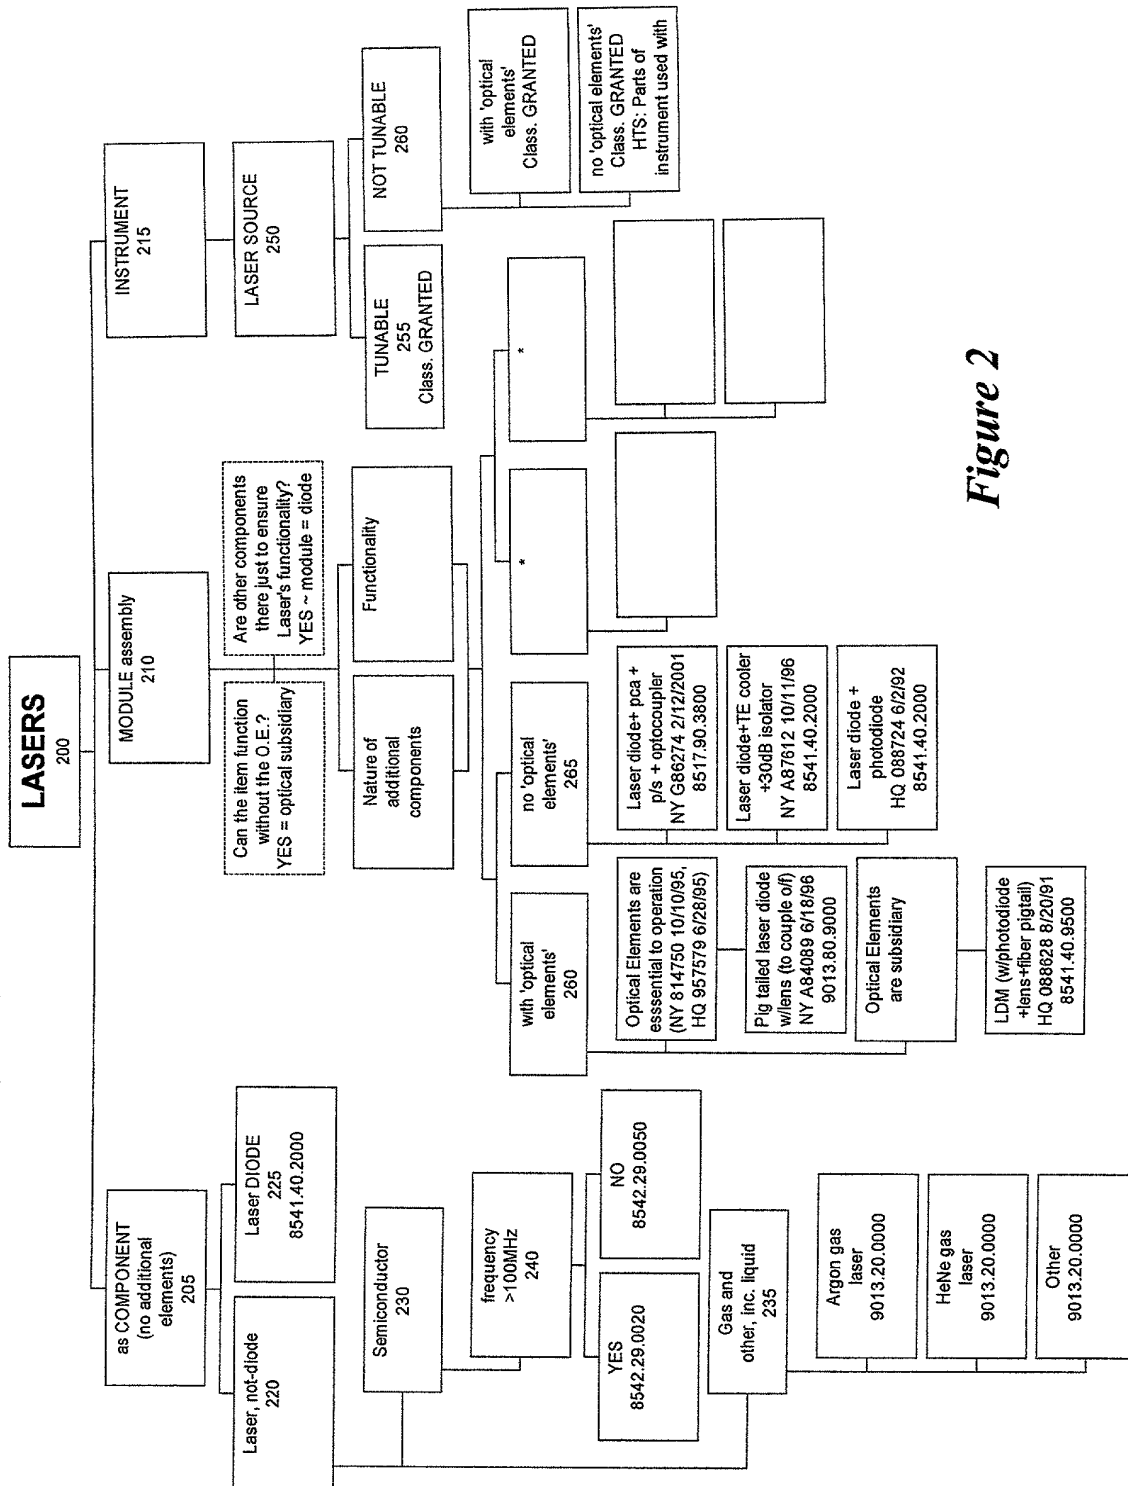 LASERS
200
as COMPONENT
(no additional
elements)
205
Laser, not-diode
220
Laser DIODE
225
8541.40.2000
Semiconductor
230
frequency
>100MHz
240
YES
8542.29.0020
NO
8542.29.0050
Gas and
other, inc. liquid
235
Argon gas
laser
9013.20.0000
HeNe gas
laser
9013.20.0000
Other
9013.20.0000
MODULE assembly
210
Can the item function
without the O.E.?
YES = optical subsidiary
Are other components
there just to ensure
Laser's functionality?
YES ~ module = diode
Nature of
additional
components
Functionality
with 'optical
elements'
260
Optical Elements are
esssential to operation
(NY 814750 10/10/95,
HQ 957579 6/28/95)
Pig tailed laser diode
w/lens (to couple o/f)
NY A84089 6/18/96
9013.80.9000
Optical Elements
are subsidiary
LDM (w/photodiode
+lens+fiber pigtail)
HQ 088628 8/20/91
8541.40.9500
no 'optical
elements'
265
Laser diode+ pca +
p/s + optocoupler
NY G86274 2/12/2001
8517.90.3800
Laser diode+TE cooler
+30dB isolator
NY A87612 10/11/96
8541.40.2000
Laser diode +
photodiode
HQ 088724 6/2/92
8541.40.2000
*
*
INSTRUMENT
215
LASER SOURCE
250
TUNABLE
255
Class. GRANTED
NOT TUNABLE
260
with 'optical
elements'
Class. GRANTED
no 'optical elements'
Class. GRANTED
HTS: Parts of
instrument used with
Figure 2